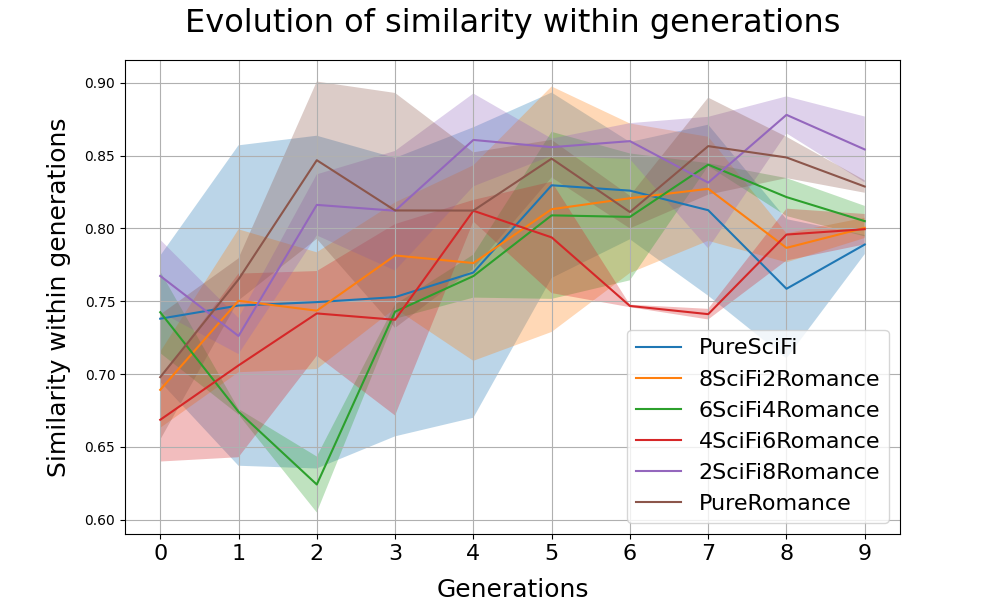 Evolution of similarity within generations
Similarity within generations
0.90
0.85
0.80
0.75
0.70
0.65
0.60
PureSciFi
8SciFi2Romance
6SciFi4Romance
4SciFi6Romance
2SciFi8Romance
PureRomance
0 1 2 3 4 5 6 7 8 9
Generations